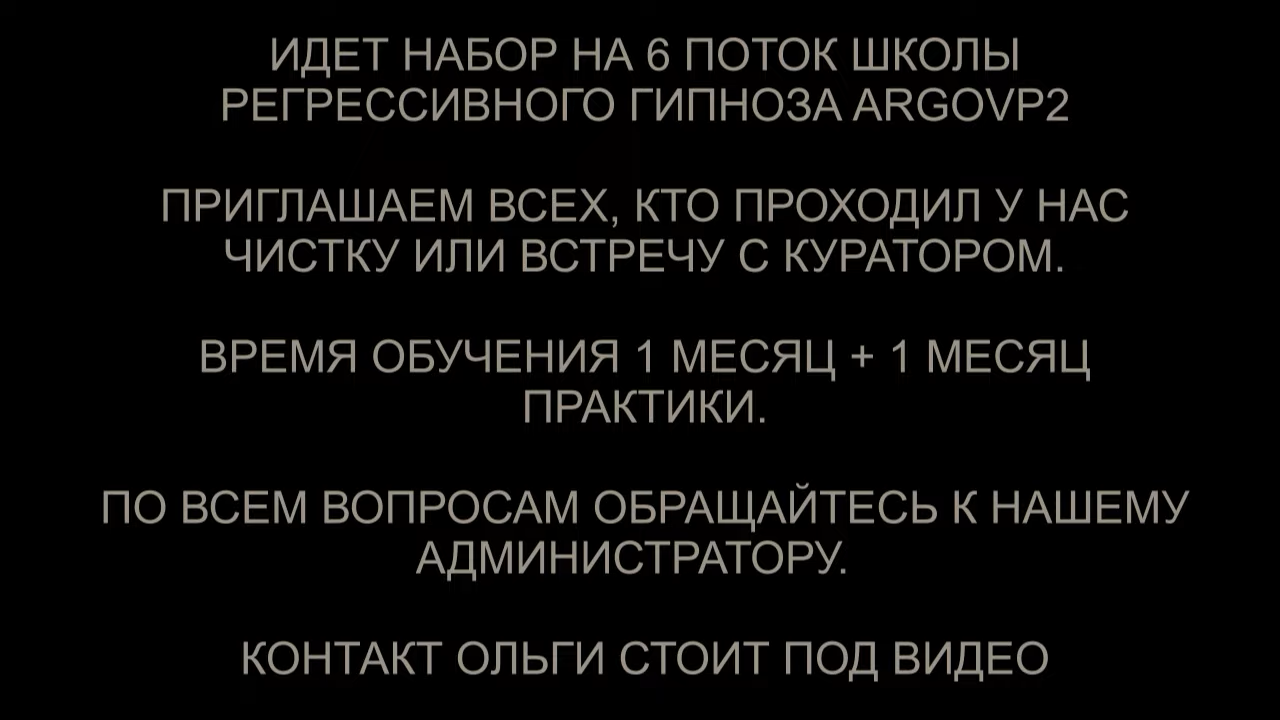 ИДЕТ НАБОР НА 6 ПОТОК ШКОЛЫ
РЕГРЕССИВНОГО ГИПНОЗА ARGOVP2
ПРИГЛАШАЕМ ВСЕХ, КТО ПРОХОДИЛ У НАС
ЧИСТКУ ИЛИ ВСТРЕЧУ С КУРАТОРОМ.
ВРЕМЯ ОБУЧЕНИЯ 1 МЕСЯЦ + 1 МЕСЯЦ
ПРАКТИКИ.
ПО ВСЕМ ВОПРОСАМ ОБРАЩАЙТЕСЬ К НАШЕМУ
АДМИНИСТРАТОРУ.
КОНТАКТ ОЛЬГИ СТОИТ ПОД ВИДЕО